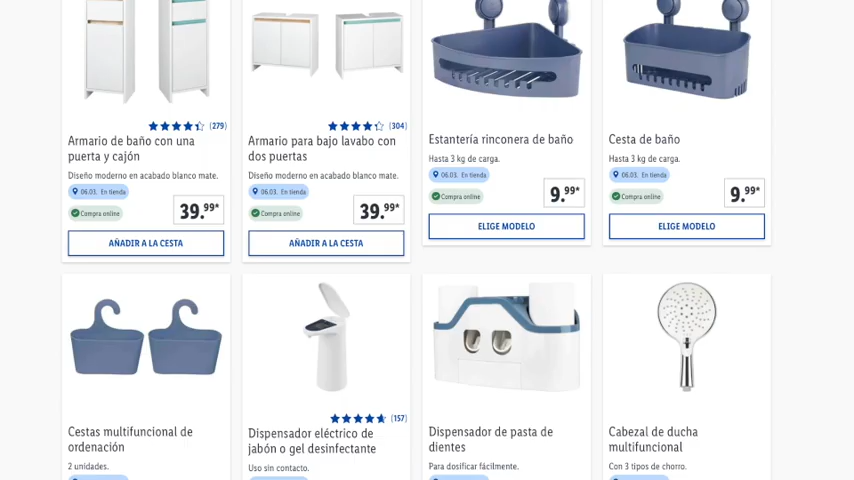 (279)
Armario de baño con una
puerta y cajón
Diseño moderno en acabado blanco mate.
06.03. En tienda
Compra online
39.99*
AÑADIR A LA CESTA
(304)
Armario para bajo lavabo con
dos puertas
Diseño moderno en acabado blanco mate.
06.03. En tienda
Compra online
39.99*
AÑADIR A LA CESTA
Estantería rinconera de baño
Hasta 3 kg de carga.
06.03. En tienda
Compra online
9.99*
ELIGE MODELO
Cesta de baño
Hasta 3 kg de carga.
06.03. En tienda
Compra online
9.99*
ELIGE MODELO
Cestas multifuncional de
ordenación
2 unidades.
(157)
Dispensador eléctrico de
jabón o gel desinfectante
Uso sin contacto.
Dispensador de pasta de
dientes
Para dosificar fácilmente.
Cabezal de ducha
multifuncional
Con 3 tipos de chorro.